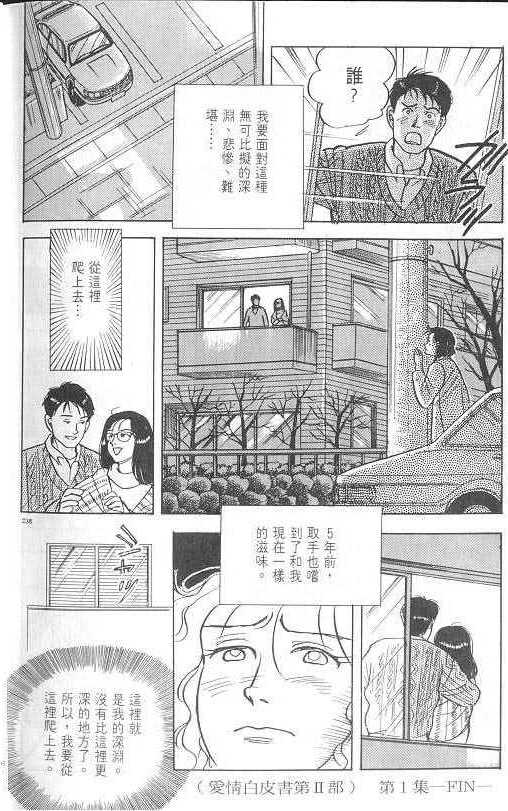 誰？
我要面對這種
無可比擬的深
淵、悲慘、難
堪……
從這裡
爬上去…
238
5年前，
取手也嚐
到了和我
現在一樣
的滋味。
這裡就
是我的深淵。
沒有比這裡更
深的地方了。
所以，我要從
這裡爬上去。
（愛情白皮書第Ⅱ部） 第1集—FIN—